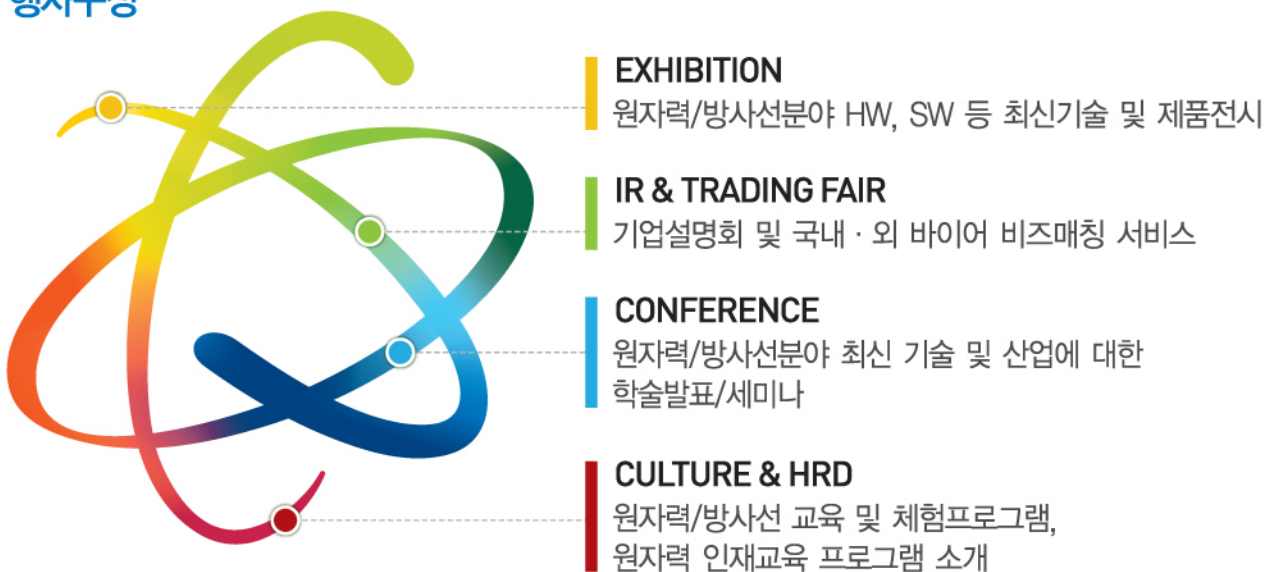 행사구성
EXHIBITION
원자력/방사선분야 HW, SW 등 최신기술 및 제품전시
IR & TRADING FAIR
기업설명회 및 국내 · 외 바이어 비즈매칭 서비스
CONFERENCE
원자력/방사선분야 최신 기술 및 산업에 대한
학술발표/세미나
CULTURE & HRD
원자력/방사선 교육 및 체험프로그램,
원자력 인재교육 프로그램 소개